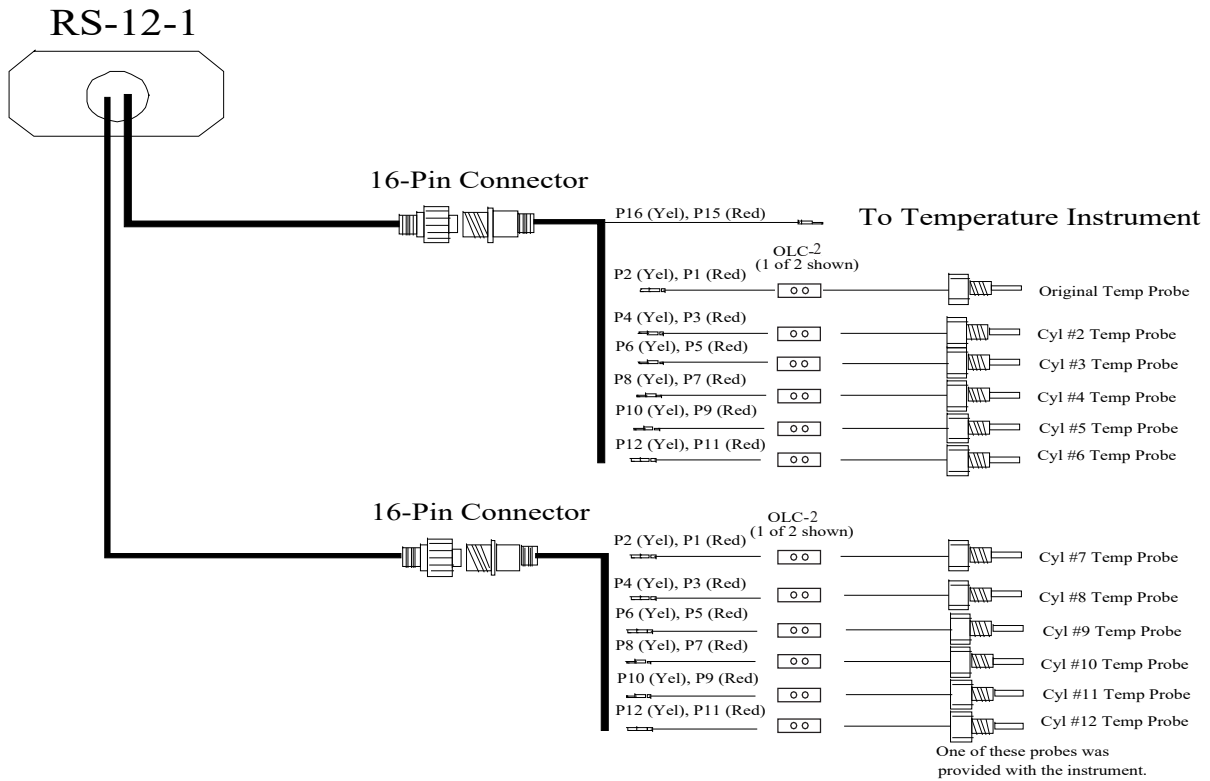 RS-12-1
16-Pin Connector
P16 (Yel), P15 (Red)
To Temperature Instrument
OLC-2
(1 of 2 shown)
P2 (Yel), P1 (Red)
Original Temp Probe
P4 (Yel), P3 (Red)
Cyl #2 Temp Probe
P6 (Yel), P5 (Red)
Cyl #3 Temp Probe
P8 (Yel), P7 (Red)
Cyl #4 Temp Probe
P10 (Yel), P9 (Red)
Cyl #5 Temp Probe
P12 (Yel), P11 (Red)
Cyl #6 Temp Probe
16-Pin Connector
OLC-2
(1 of 2 shown)
P2 (Yel), P1 (Red)
Cyl #7 Temp Probe
P4 (Yel), P3 (Red)
Cyl #8 Temp Probe
P6 (Yel), P5 (Red)
Cyl #9 Temp Probe
P8 (Yel), P7 (Red)
Cyl #10 Temp Probe
P10 (Yel), P9 (Red)
Cyl #11 Temp Probe
P12 (Yel), P11 (Red)
Cyl #12 Temp Probe
One of these probes was
provided with the instrument.